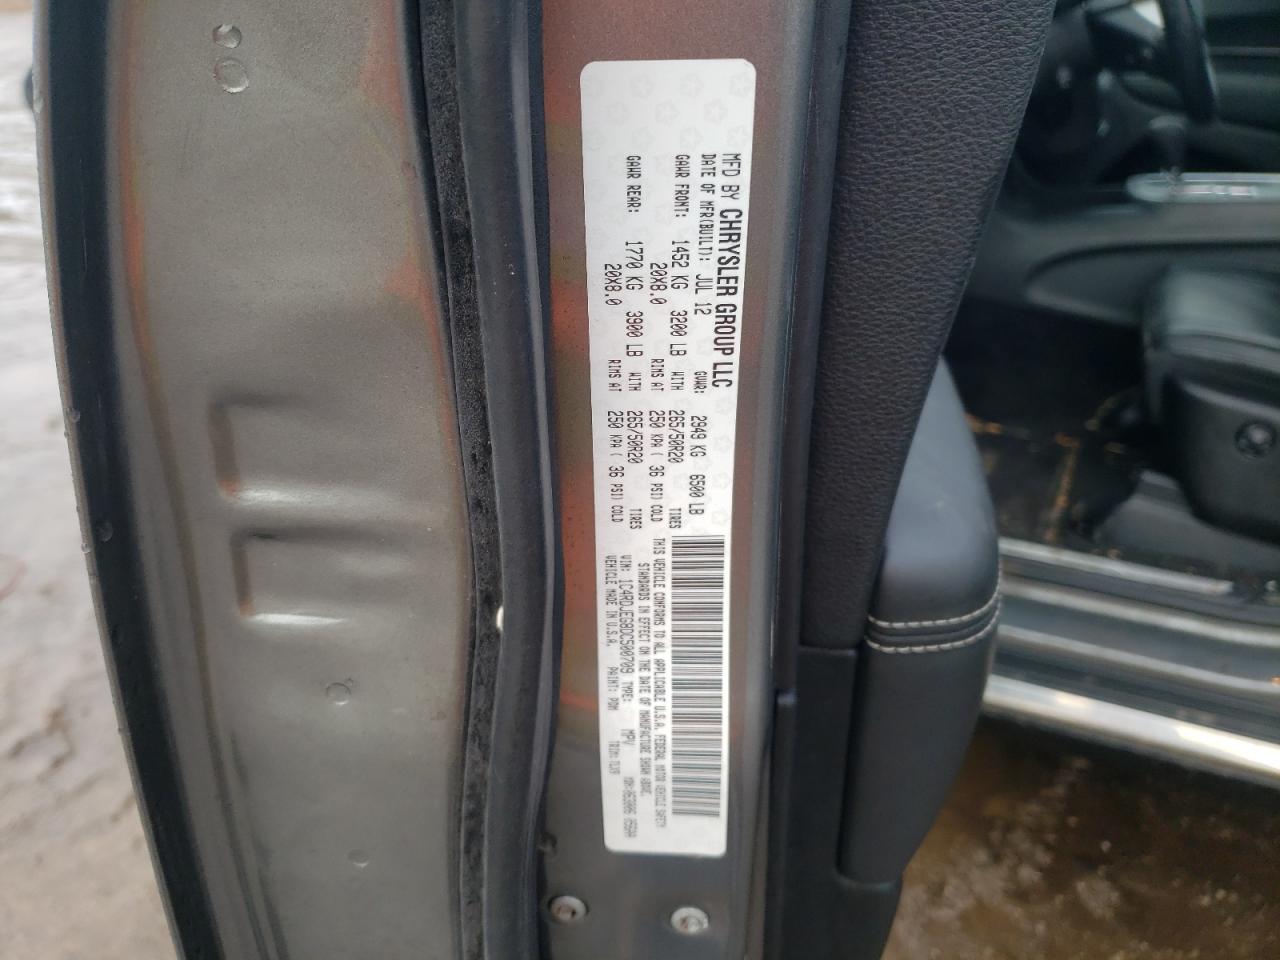 MFD BY CHRYSLER GROUP LLC
DATE OF MFR(BUILT): JUL 12 GVWR: 2949 KG 6500 LB
GAWR FRONT: 1452 KG 3200 LB WITH 265/50R20 TIRES
20X8.0 RIMS AT 250 KPA ( 36 PSI) COLD
GAWR REAR: 1770 KG 3900 LB WITH 265/50R20 TIRES
20X8.0 RIMS AT 250 KPA ( 36 PSI) COLD
THIS VEHICLE CONFORMS TO ALL APPLICABLE U.S.A. FEDERAL MOTOR VEHICLE SAFETY
STANDARDS IN EFFECT ON THE DATE OF MANUFACTURE SHOWN ABOVE.
VIN: 1C4RDJEG8DC500709 TYPE: MPV
VEHICLE MADE IN U.S.A. PAINT: PDM